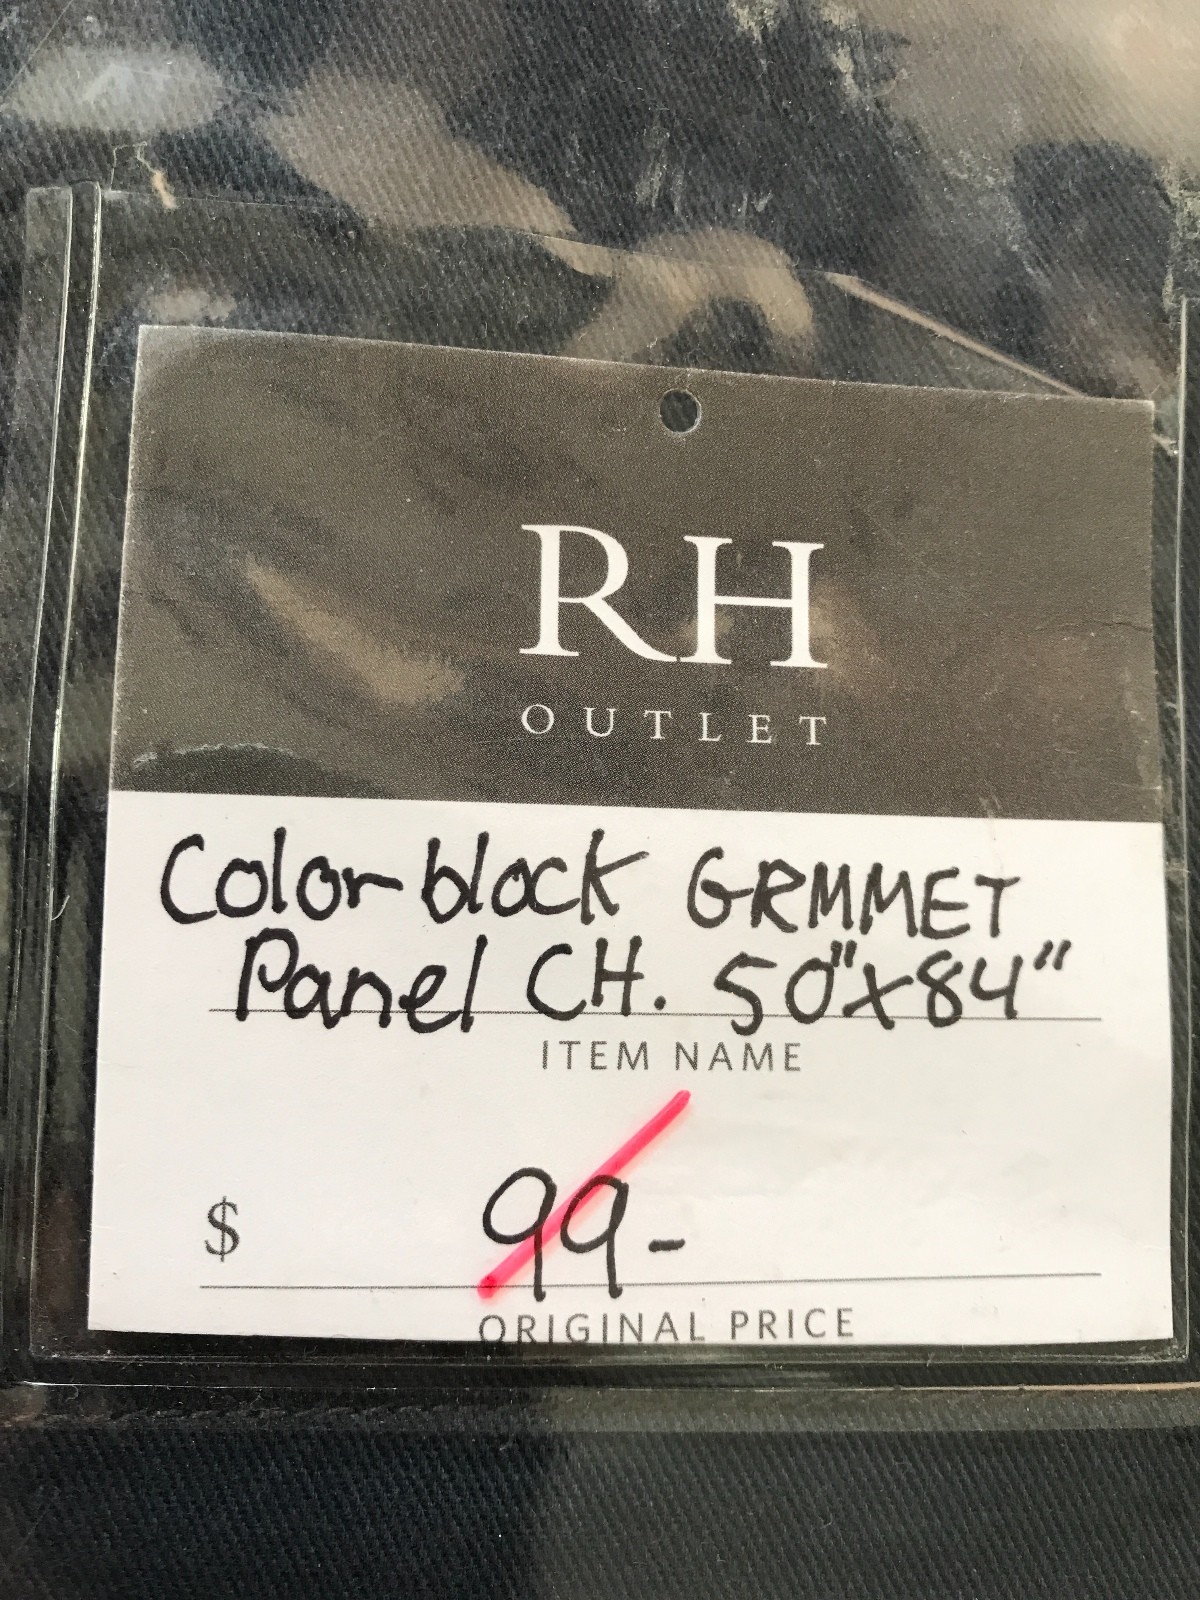 RH
OUTLET
Color block GRMMET
Panel CH. 50"x84"
ITEM NAME
$ 99-
ORIGINAL PRICE